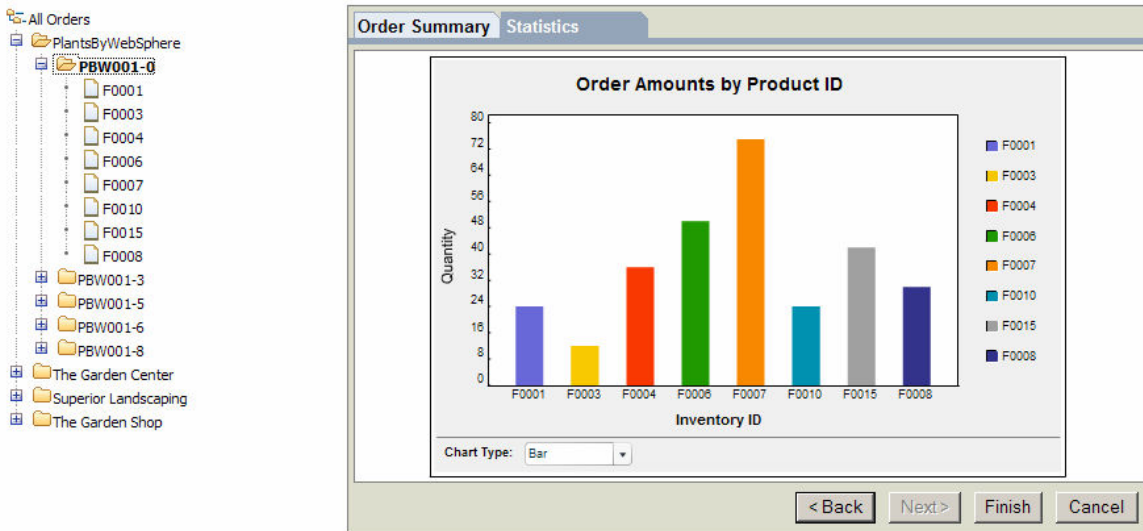 All Orders
PlantsByWebSphere
PBW001-0
F0001
F0003
F0004
F0006
F0007
F0010
F0015
F0008
PBW001-3
PBW001-5
PBW001-6
PBW001-8
The Garden Center
Superior Landscaping
The Garden Shop
Order Summary Statistics
Order Amounts by Product ID
80
72
64
56
48
40
32
24
16
8
0
Quantity
F0001 F0003 F0004 F0006 F0007 F0010 F0015 F0008
Inventory ID
F0001
F0003
F0004
F0006
F0007
F0010
F0015
F0008
Chart Type: Bar
< Back Next > Finish Cancel